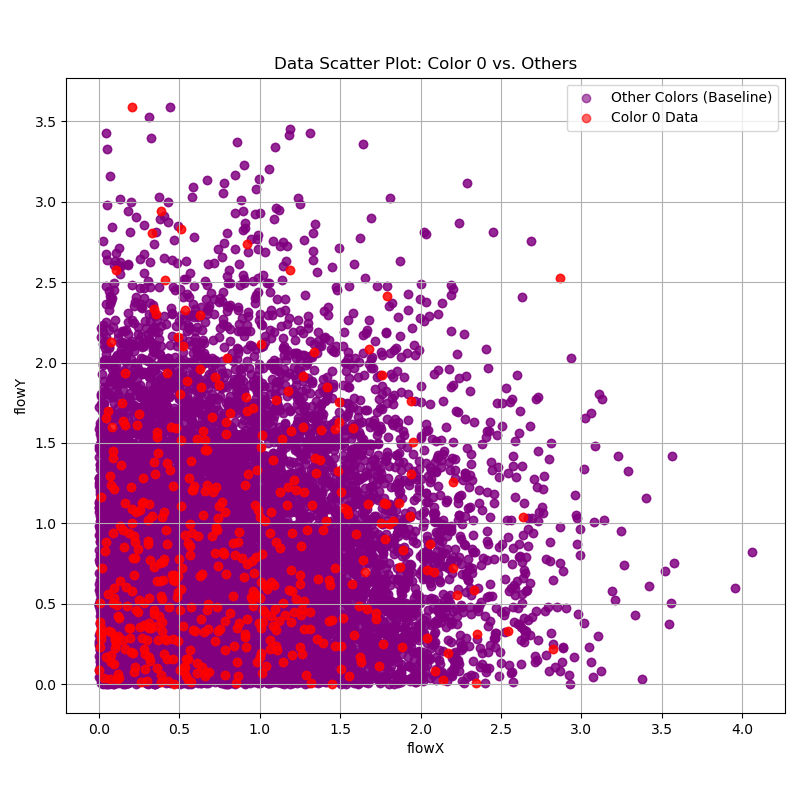 Data Scatter Plot: Color 0 vs. Others
Other Colors (Baseline)
Color 0 Data
flowY
3.5
3.0
2.5
2.0
1.5
1.0
0.5
0.0
0.0 0.5 1.0 1.5 2.0 2.5 3.0 3.5 4.0
flowX